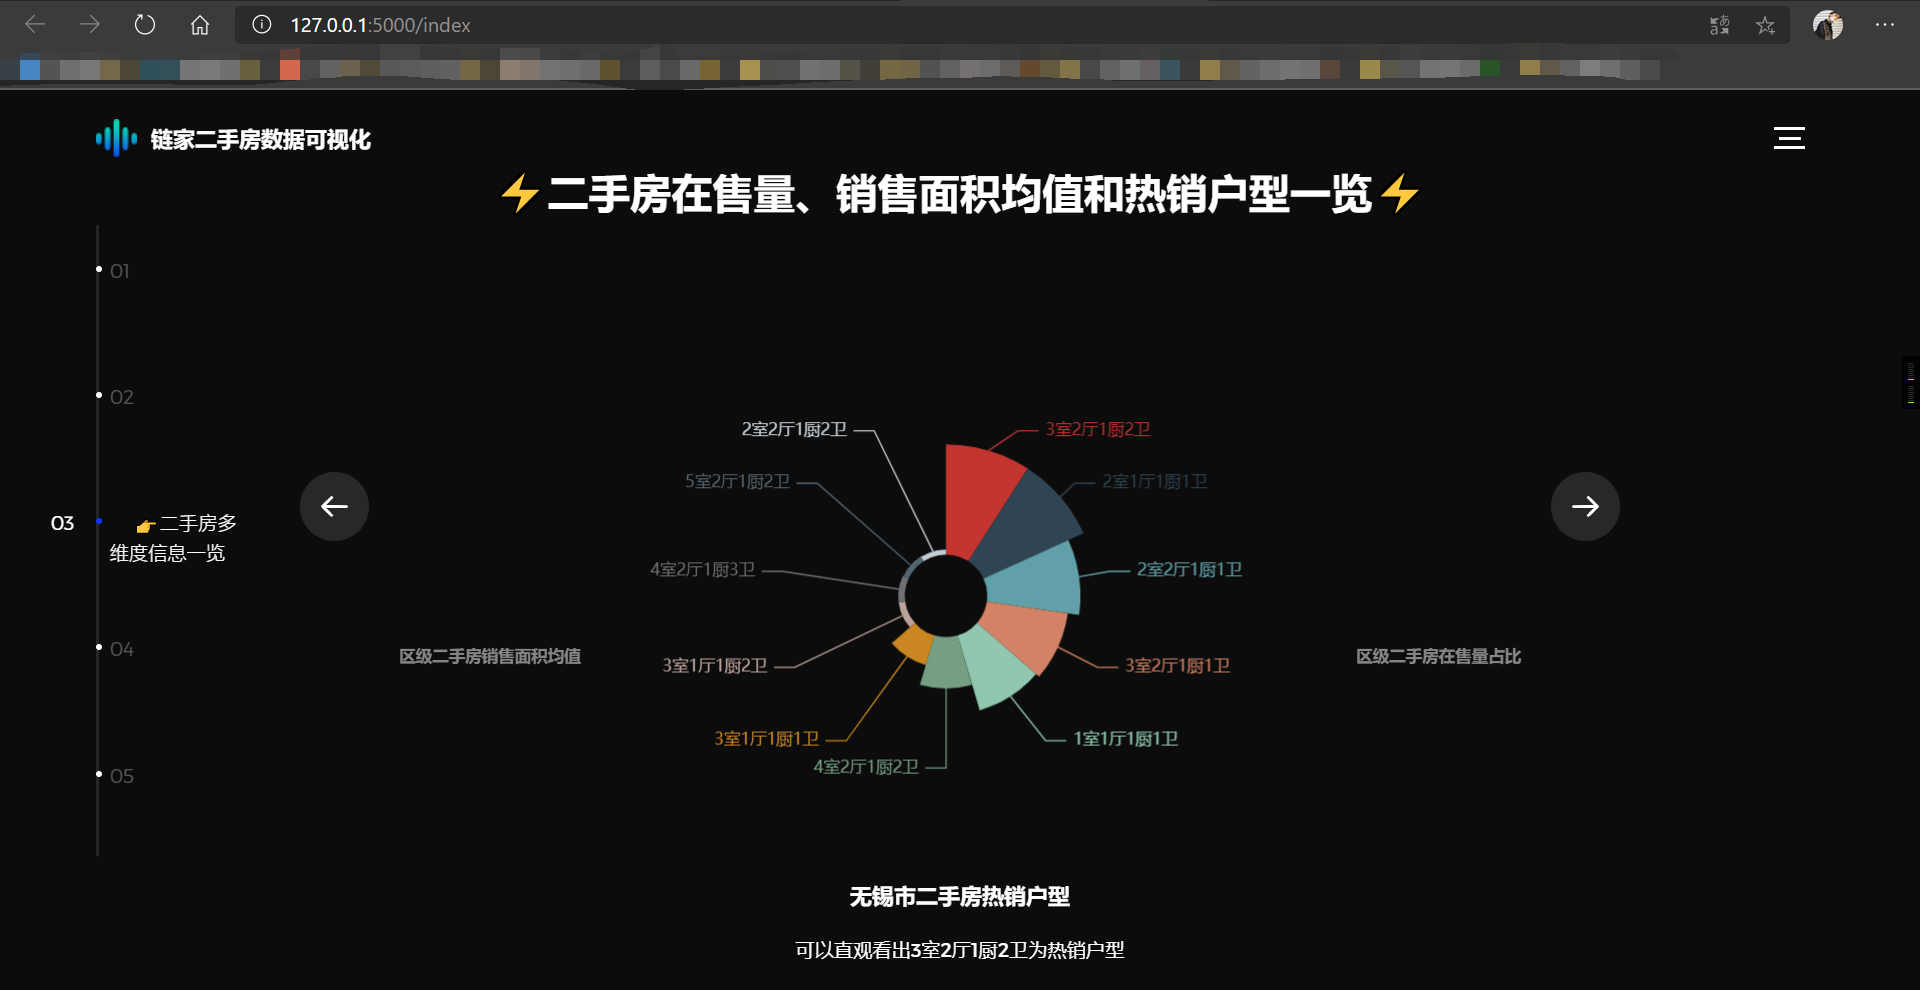 127.0.0.1:5000/index
链家二手房数据可视化
⚡二手房在售量、销售面积均值和热销户型一览⚡
01
02
03
👉二手房多
维度信息一览
04
05
2室2厅1厨2卫
3室2厅1厨2卫
5室2厅1厨2卫
2室1厅1厨1卫
4室2厅1厨3卫
2室2厅1厨1卫
3室1厅1厨2卫
3室2厅1厨1卫
3室1厅1厨1卫
1室1厅1厨1卫
4室2厅1厨2卫
区级二手房销售面积均值
区级二手房在售量占比
无锡市二手房热销户型
可以直观看出3室2厅1厨2卫为热销户型